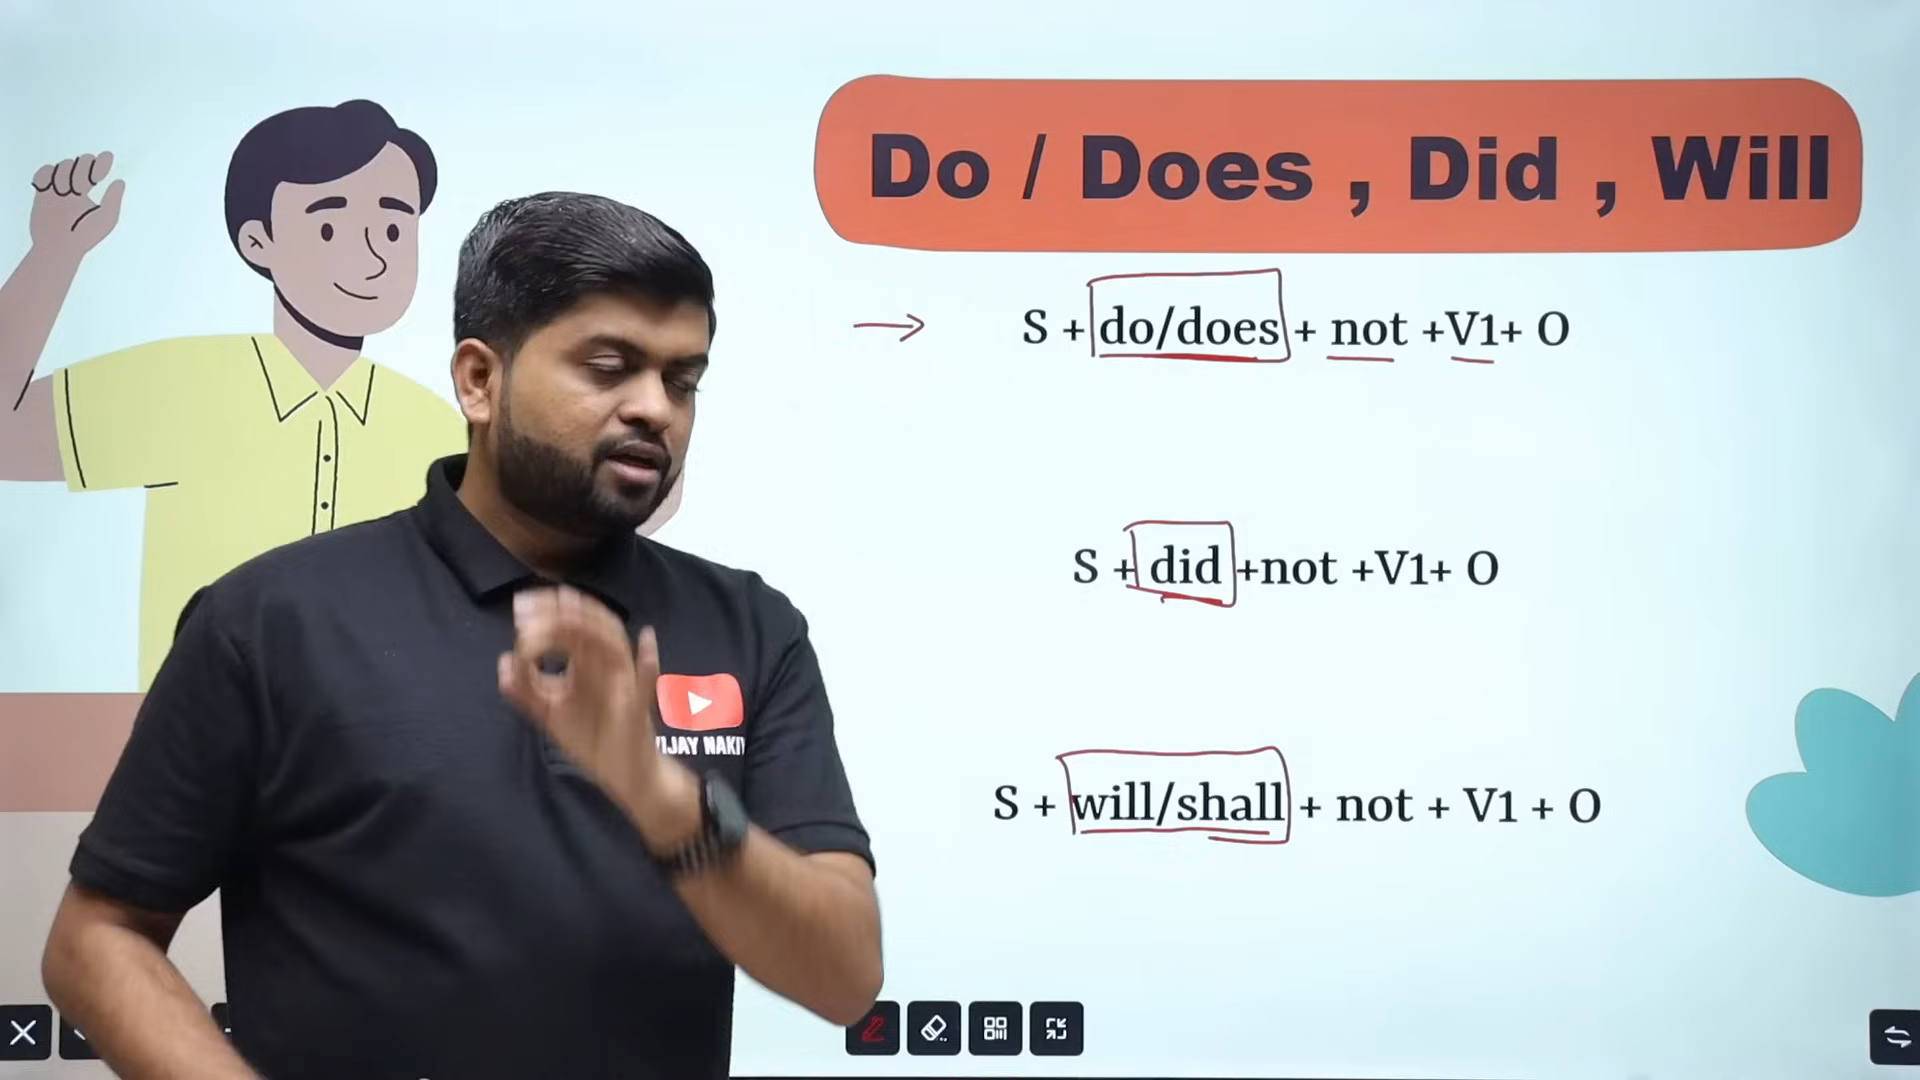 Do / Does , Did , Will
S + do/does + not +V1+ O
S + did +not +V1+ O
S + will/shall + not + V1 + O